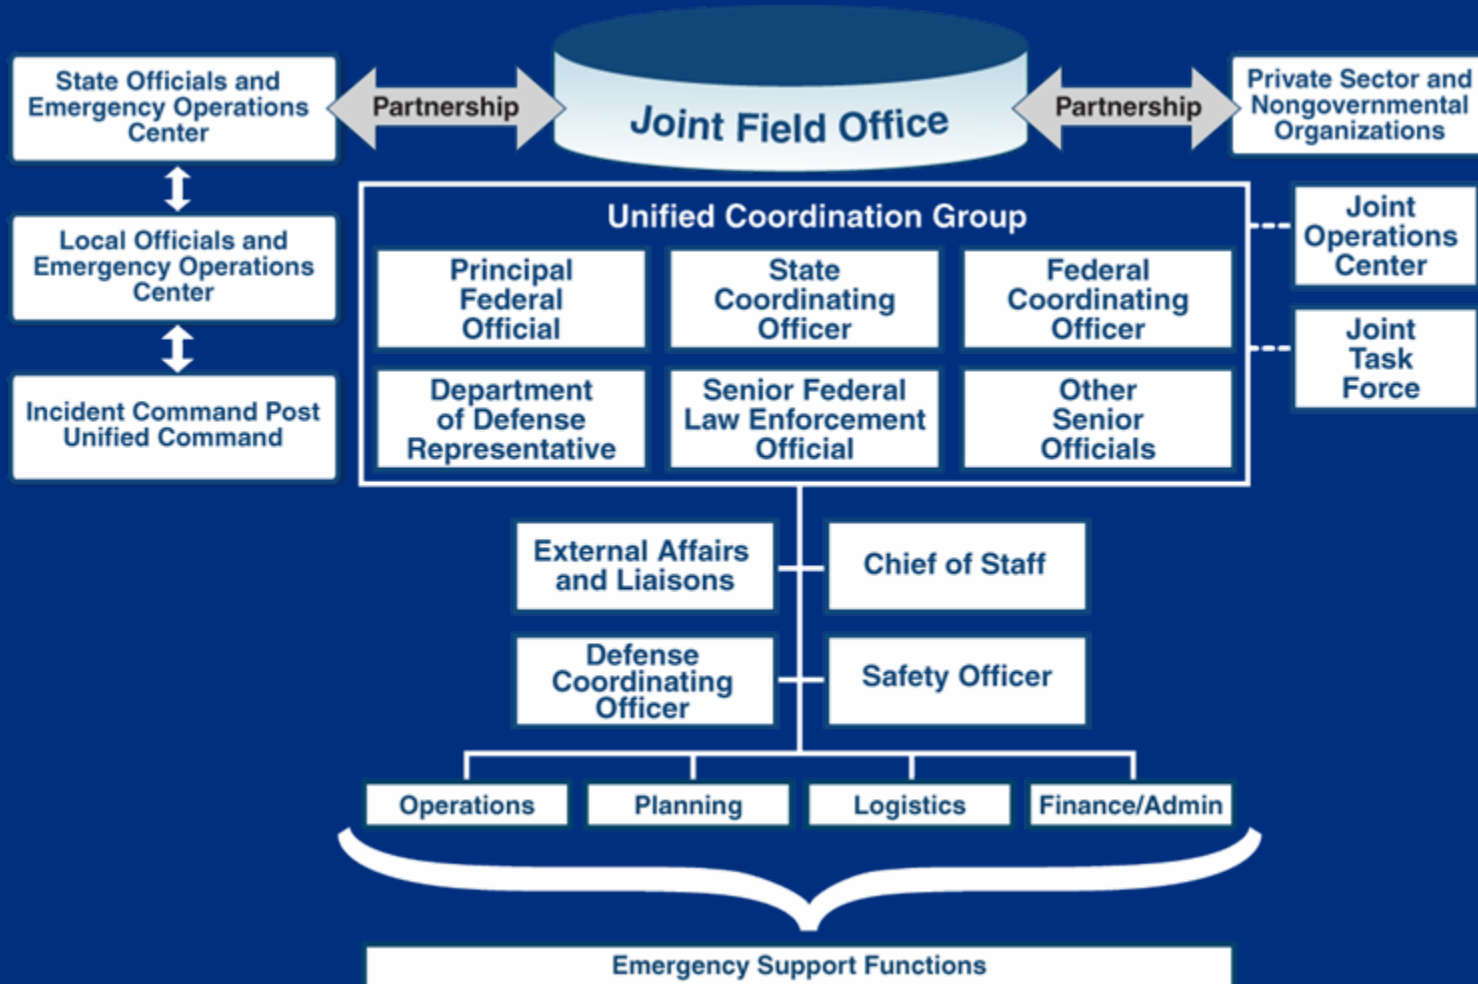 State Officials and
Emergency Operations
Center
Partnership
Joint Field Office
Partnership
Private Sector and
Nongovernmental
Organizations
Local Officials and
Emergency Operations
Center
Incident Command Post
Unified Command
Unified Coordination Group
Principal
Federal
Official
State
Coordinating
Officer
Federal
Coordinating
Officer
Department
of Defense
Representative
Senior Federal
Law Enforcement
Official
Other
Senior
Officials
Joint
Operations
Center
Joint
Task
Force
External Affairs
and Liaisons
Chief of Staff
Defense
Coordinating
Officer
Safety Officer
Operations
Planning
Logistics
Finance/Admin
Emergency Support Functions